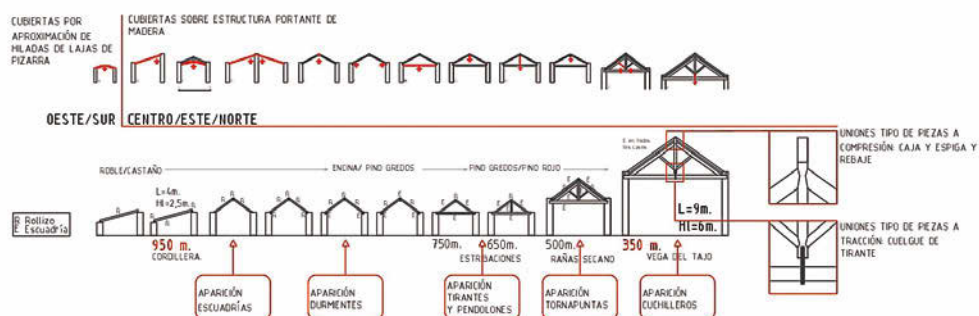 CUBIERTAS POR
APROXIMACIÓN DE
HILADAS DE LAJAS DE
PIZARRA
CUBIERTAS SOBRE ESTRUCTURA PORTANTE DE
MADERA
OESTE/SUR
CENTRO/ESTE/NORTE
ROBLE/CASTAÑO
ENCINA/ PINO GREDOS
PINO GREDOS/PINO ROJO
UNIONES TIPO DE PIEZAS A
COMPRESIÓN CAJA Y ESPIGA Y
REBAJE
L=4m.
Hl=2,5m.
R Rollizo
E Escuadría
L=9m.
Hl=6m.
UNIONES TIPO DE PIEZAS A
TRACCIÓN: CUELGUE DE
TIRANTE
950 m.
CORDILLERA.
750m.
650m.
ESTRIBACIONES
500m.
RAÑAS SECANO
350 m.
VEGA DEL TAJO
APARICIÓN
ESCUADRÍAS
APARICIÓN
DURMIENTES
APARICIÓN
TIRANTES
Y PENDOLONES
APARICIÓN
TORNAPUNTAS
APARICIÓN
CUCHILLEROS